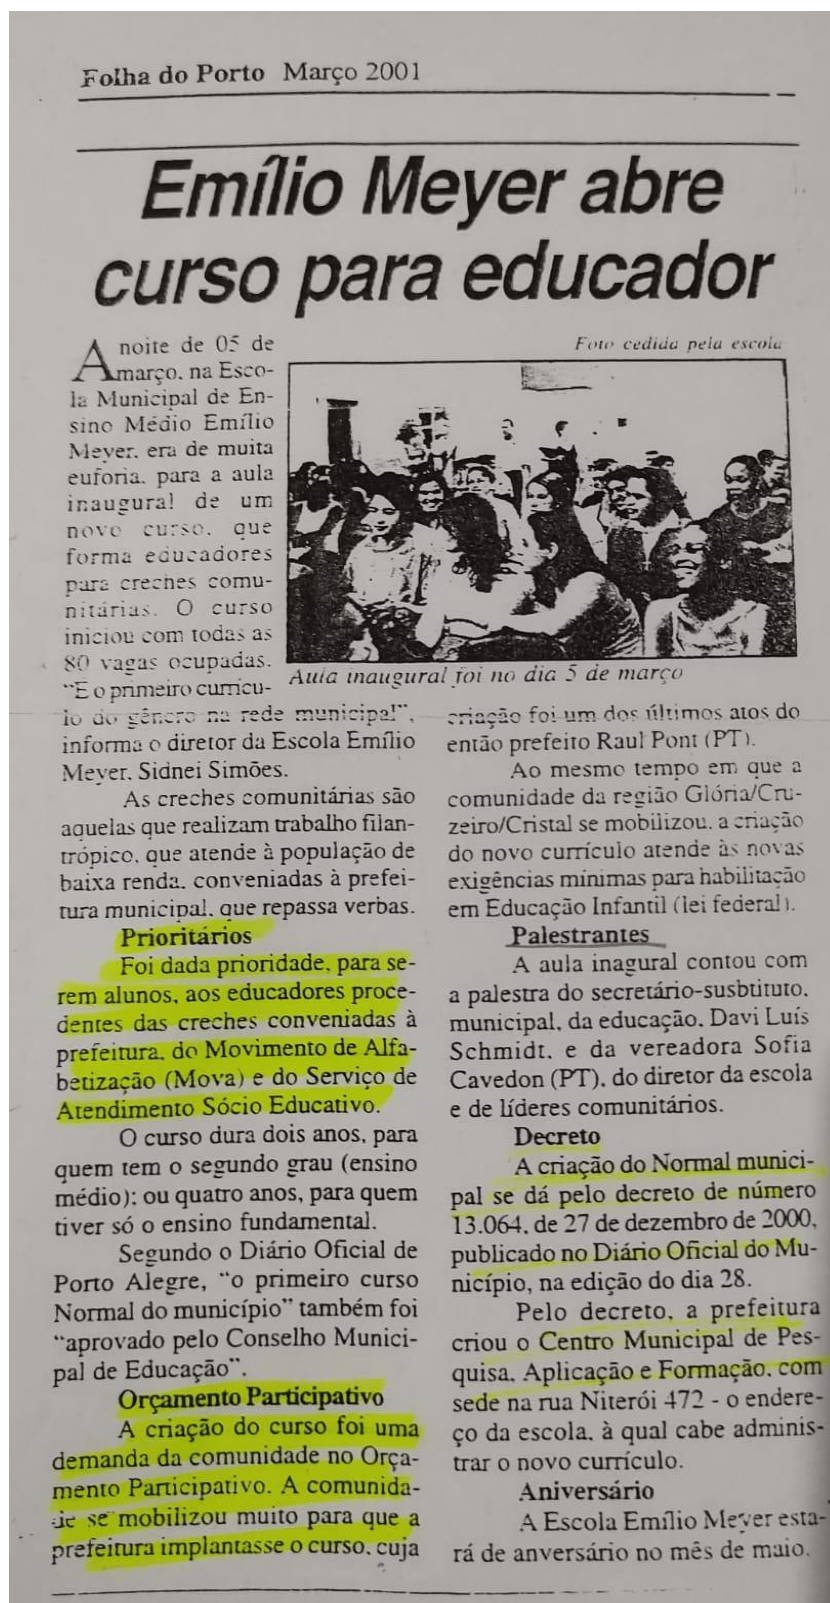 Folha do Porto Março 2001
Emílio Meyer abre
curso para educador
Foto cedida pela escola
A noite de 05 de
março, na Esco-
la Municipal de En-
sino Médio Emílio
Meyer, era de muita
euforia, para a aula
inaugural de um
novo curso, que
forma educadores
para creches comu-
nitárias. O curso
iniciou com todas as
80 vagas ocupadas.
"E o primeiro currícu-
lo do gênero na rede municipal",
informa o diretor da Escola Emílio
Meyer, Sidnei Simões.
As creches comunitárias são
aquelas que realizam trabalho filan-
trópico, que atende à população de
baixa renda, conveniadas à prefei-
tura municipal, que repassa verbas.
Prioritários
Foi dada prioridade, para se-
rem alunos, aos educadores proce-
dentes das creches conveniadas à
prefeitura, do Movimento de Alfa-
betização (Mova) e do Serviço de
Atendimento Sócio Educativo.
O curso dura dois anos, para
quem tem o segundo grau (ensino
médio); ou quatro anos, para quem
tiver só o ensino fundamental.
Segundo o Diário Oficial de
Porto Alegre, "o primeiro curso
Normal do município" também foi
"aprovado pelo Conselho Munici-
pal de Educação".
Orçamento Participativo
A criação do curso foi uma
demanda da comunidade no Orça-
mento Participativo. A comunida-
de se mobilizou muito para que a
prefeitura implantasse o curso, cuja
Aula inaugural foi no dia 5 de março
criação foi um dos últimos atos do
então prefeito Raul Pont (PT).
Ao mesmo tempo em que a
comunidade da região Glória/Cru-
zeiro/Cristal se mobilizou, a criação
do novo currículo atende às novas
exigências mínimas para habilitação
em Educação Infantil (lei federal).
Palestrantes
A aula inagural contou com
a palestra do secretário-susbtituto,
municipal, da educação, Davi Luís
Schmidt, e da vereadora Sofia
Cavedon (PT), do diretor da escola
e de líderes comunitários.
Decreto
A criação do Normal munici-
pal se dá pelo decreto de número
13.064, de 27 de dezembro de 2000,
publicado no Diário Oficial do Mu-
nicípio, na edição do dia 28.
Pelo decreto, a prefeitura
criou o Centro Municipal de Pes-
quisa, Aplicação e Formação, com
sede na rua Niterói 472 - o endere-
ço da escola, à qual cabe adminis-
trar o novo currículo.
Aniversário
A Escola Emílio Meyer esta-
rá de anversário no mês de maio.